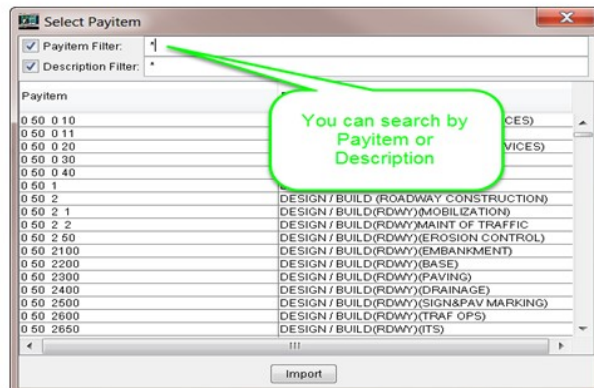 Select Payitem
Payitem Filter: *
Description Filter: *
Payitem
You can search by
Payitem or
Description
0 50 0 10 CES)
0 50 0 11
0 50 0 20 VICES)
0 50 0 30
0 50 0 40
0 50 1
0 50 2 DESIGN / BUILD (ROADWAY CONSTRUCTION)
0 50 2 1 DESIGN / BUILD(RDWY)(MOBILIZATION)
0 50 2 2 DESIGN / BUILD(RDWY)MAINT OF TRAFFIC
0 50 2 50 DESIGN / BUILD(RDWY)(EROSION CONTROL)
0 50 2100 DESIGN / BUILD(RDWY)(EMBANKMENT)
0 50 2200 DESIGN / BUILD(RDWY)(BASE)
0 50 2300 DESIGN / BUILD(RDWY)(PAVING)
0 50 2400 DESIGN / BUILD(RDWY)(DRAINAGE)
0 50 2500 DESIGN / BUILD(RDWY)(SIGN&PAV MARKING)
0 50 2600 DESIGN / BUILD(RDWY)(TRAF OPS)
0 50 2650 DESIGN / BUILD(RDWY)(ITS)
Import